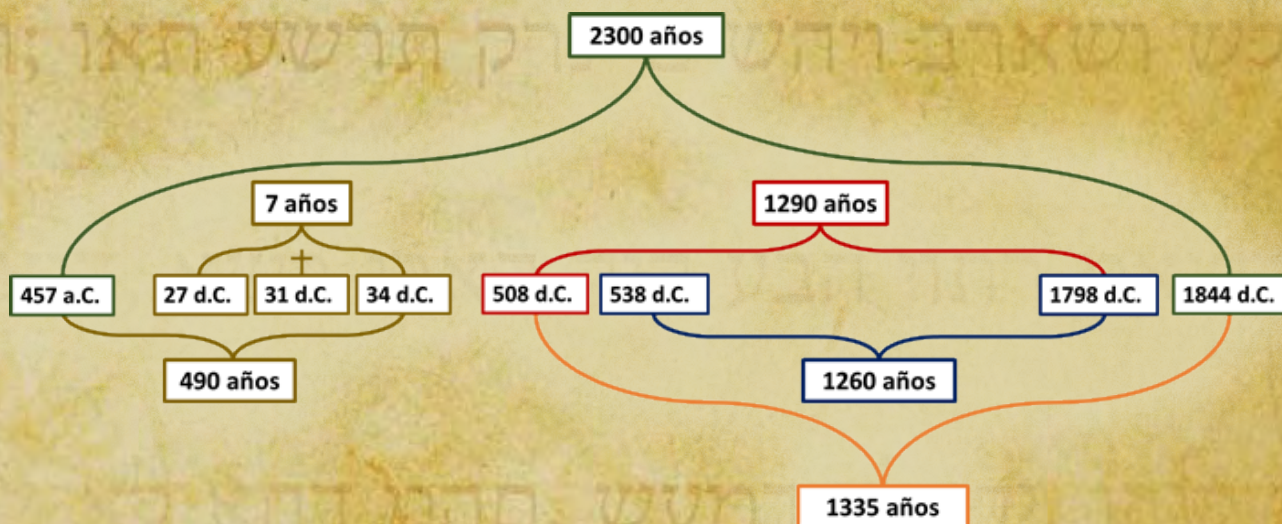 2300 años
7 años
1290 años
457 a.C.
27 d.C.
31 d.C.
34 d.C.
508 d.C.
538 d.C.
1798 d.C.
1844 d.C.
490 años
1260 años
1335 años